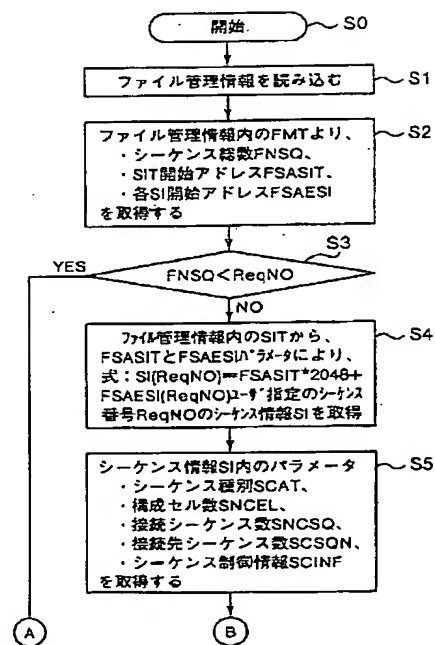 開始
S0
ファイル管理情報を読み込む
S1
ファイル管理情報内のFMTより、
・シーケンス総数FNSQ、
・SIT開始アドレスFSASIT、
・各SI開始アドレスFSAESI
を取得する
S2
S3
YES
FNSQ<ReqNO
NO
ファイル管理情報内のSITから、
FSASITとFSAESIパラメータにより、
式：SI(ReqNO)=FSASIT*2048+
FSAESI(ReqNO)ユーザ指定のシーケンス
番号ReqNOのシーケンス情報SIを取得
S4
シーケンス情報SI内のパラメータ
・シーケンス種別SCAT、
・構成セル数SNCEL、
・接続シーケンス数SNCSQ、
・接続先シーケンス数SCSQN、
・シーケンス制御情報SCINF
を取得する
S5
A
B